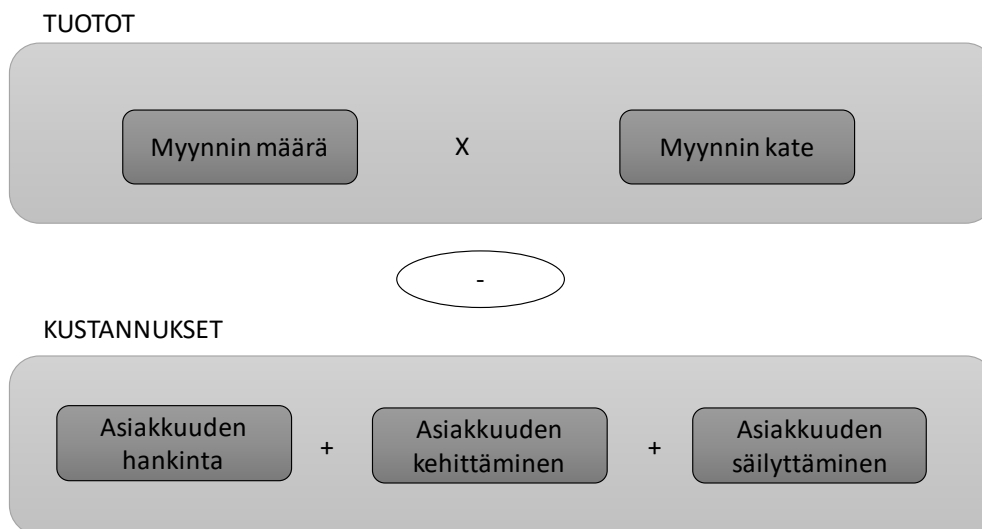 TUOTOT
Myynnin määrä X Myynnin kate
-
KUSTANNUKSET
Asiakkuuden
hankinta
+
Asiakkuuden
kehittäminen
+
Asiakkuuden
säilyttäminen